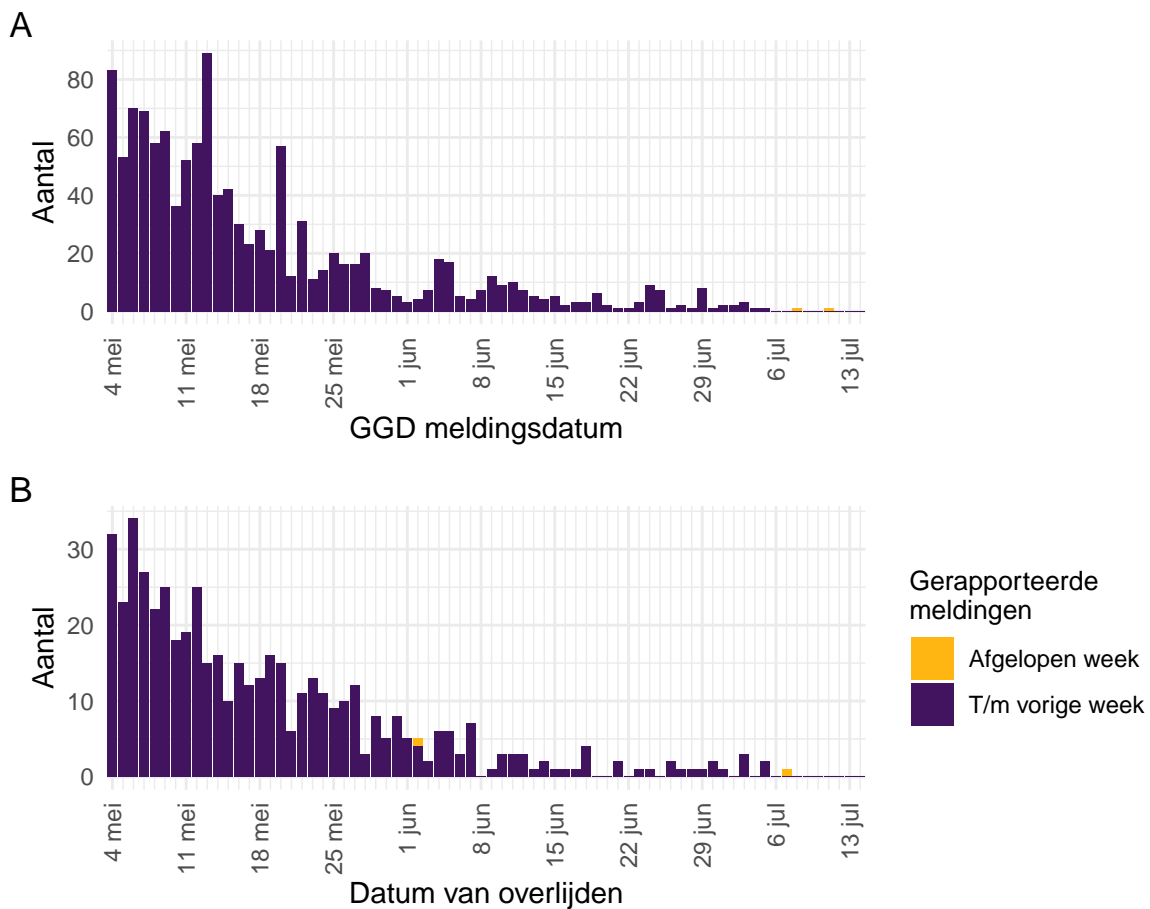 A
Aantal
80
60
40
20
0
4 mei
11 mei
18 mei
25 mei
1 jun
8 jun
15 jun
22 jun
29 jun
6 jul
13 jul
GGD meldingsdatum
B
Aantal
30
20
10
0
4 mei
11 mei
18 mei
25 mei
1 jun
8 jun
15 jun
22 jun
29 jun
6 jul
13 jul
Datum van overlijden
Gerapporteerde
meldingen
Afgelopen week
T/m vorige week